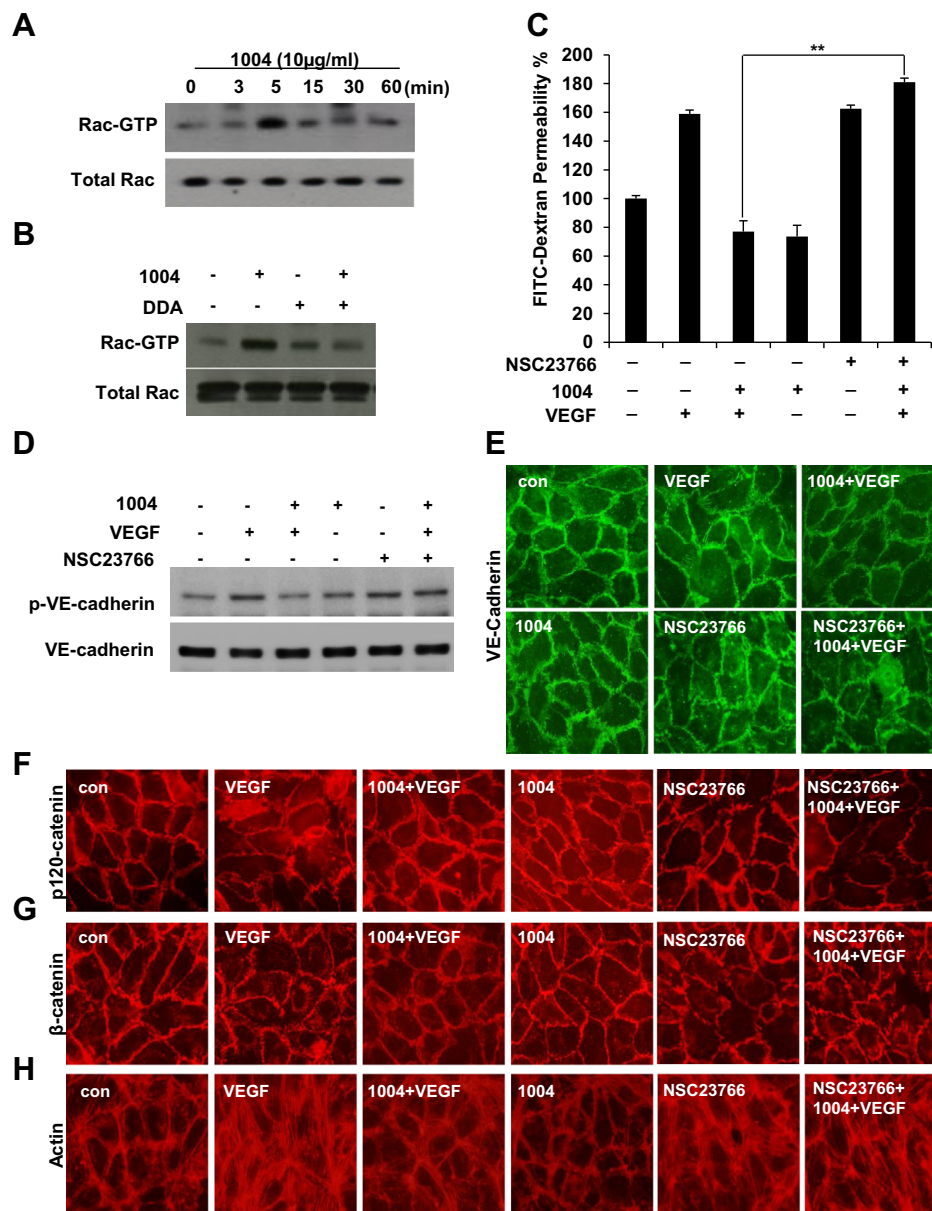 A
1004 (10µg/ml)
0 3 5 15 30 60 (min)
Rac-GTP
Total Rac
B
1004 - + - +
DDA - - + +
Rac-GTP
Total Rac
C
FITC-Dextran Permeability %
200
180
160
140
120
100
80
60
40
20
0
**
NSC23766 – – – – + +
1004 – – + + – +
VEGF – + + – – +
D
1004 - - + + - +
VEGF - + + - - +
NSC23766 - - - - + +
p-VE-cadherin
VE-cadherin
E
VE-Cadherin
con VEGF 1004+VEGF
1004 NSC23766 NSC23766+
1004+VEGF
F
p120-catenin
con VEGF 1004+VEGF 1004 NSC23766 NSC23766+
1004+VEGF
G
β-catenin
con VEGF 1004+VEGF 1004 NSC23766 NSC23766+
1004+VEGF
H
Actin
con VEGF 1004+VEGF 1004 NSC23766 NSC23766+
1004+VEGF